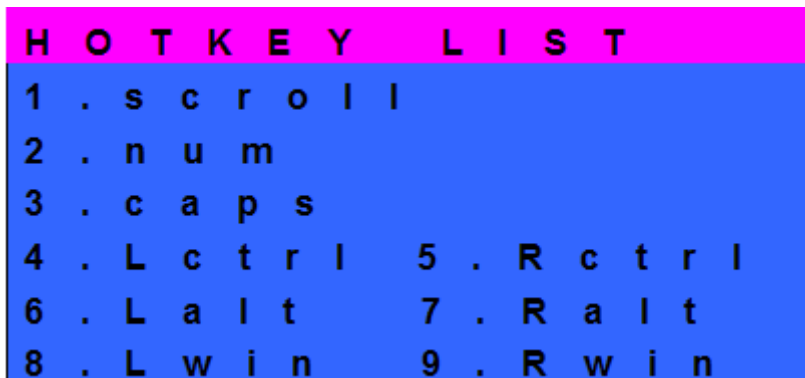 HOTKEY LIST
1.scroll
2.num
3.caps
4.Lctrl 5.Rctrl
6.Lalt 7.Ralt
8.Lwin 9.Rwin